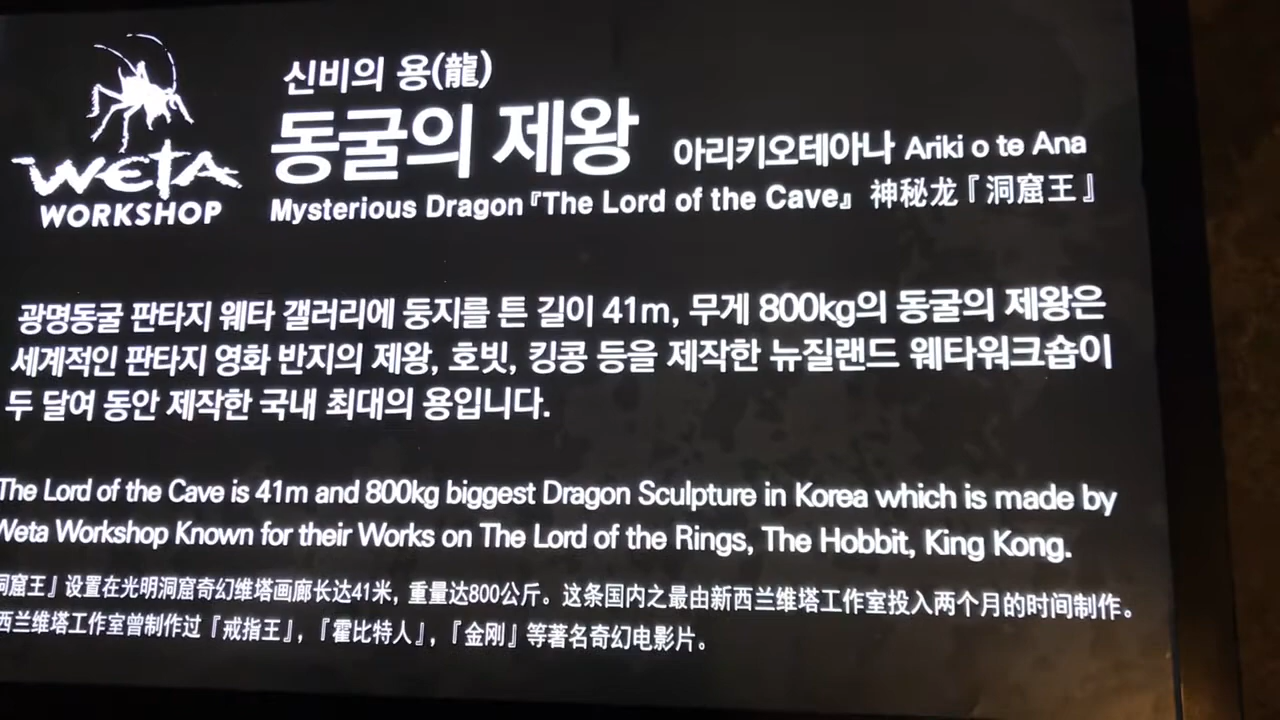 WETA
WORKSHOP
신비의 용(龍)
동굴의 제왕 아리키오테아나 Ariki o te Ana
Mysterious Dragon『The Lord of the Cave』 神秘龙『洞窟王』
광명동굴 판타지 웨타 갤러리에 둥지를 튼 길이 41m, 무게 800kg의 동굴의 제왕은
세계적인 판타지 영화 반지의 제왕, 호빗, 킹콩 등을 제작한 뉴질랜드 웨타워크숍이
두 달여 동안 제작한 국내 최대의 용입니다.
The Lord of the Cave is 41m and 800kg biggest Dragon Sculpture in Korea which is made by
Weta Workshop Known for their Works on The Lord of the Rings, The Hobbit, King Kong.
洞窟王』设置在光明洞窟奇幻维塔画廊长达41米, 重量达800公斤。这条国内之最由新西兰维塔工作室投入两个月的时间制作。
西兰维塔工作室曾制作过『戒指王』,『霍比特人』,『金刚』等著名奇幻电影片。